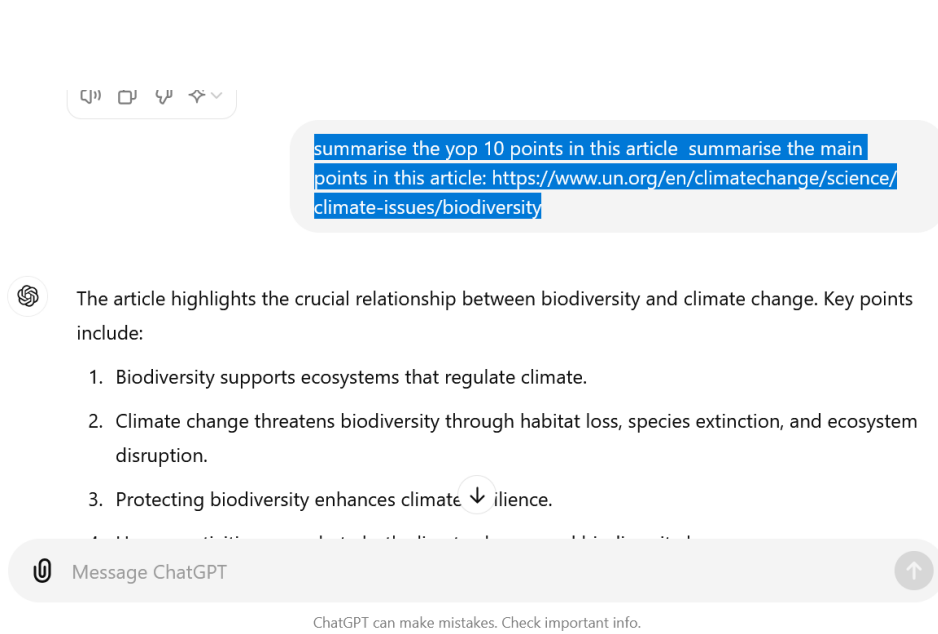 summarise the yop 10 points in this article  summarise the main
points in this article: https://www.un.org/en/climatechange/science/
climate-issues/biodiversity
The article highlights the crucial relationship between biodiversity and climate change. Key points
include:
1. Biodiversity supports ecosystems that regulate climate.
2. Climate change threatens biodiversity through habitat loss, species extinction, and ecosystem
disruption.
3. Protecting biodiversity enhances climate ilience.
Message ChatGPT
ChatGPT can make mistakes. Check important info.